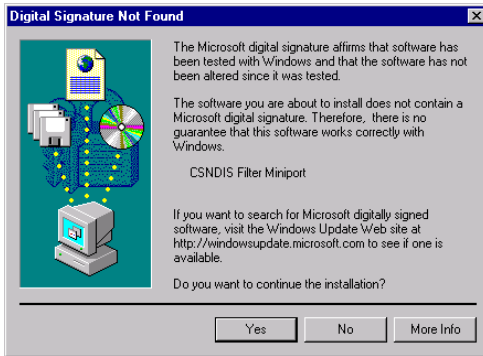 Digital Signature Not Found
The Microsoft digital signature affirms that software has
been tested with Windows and that the software has not
been altered since it was tested.
The software you are about to install does not contain a
Microsoft digital signature. Therefore, there is no
guarantee that this software works correctly with
Windows.
CSNDIS Filter Miniport
If you want to search for Microsoft digitally signed
software, visit the Windows Update Web site at
http://windowsupdate.microsoft.com to see if one is
available.
Do you want to continue the installation?
Yes No More Info